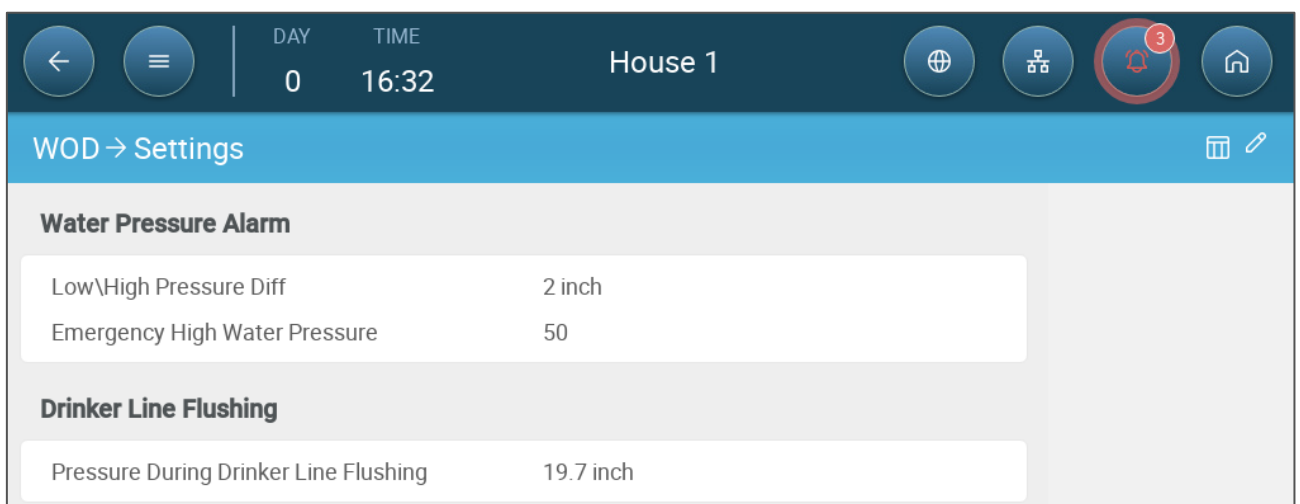 DAY TIME
0 16:32 House 1 3
WOD → Settings
Water Pressure Alarm
Low\High Pressure Diff 2 inch
Emergency High Water Pressure 50
Drinker Line Flushing
Pressure During Drinker Line Flushing 19.7 inch